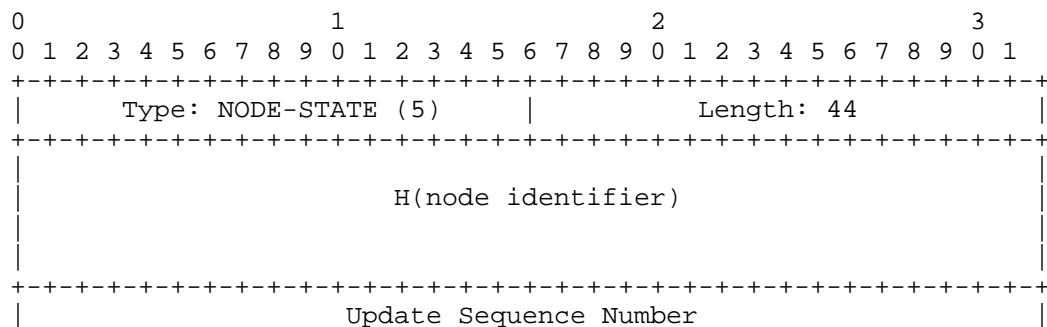 0                   1                   2                   3
0 1 2 3 4 5 6 7 8 9 0 1 2 3 4 5 6 7 8 9 0 1 2 3 4 5 6 7 8 9 0 1
+-+-+-+-+-+-+-+-+-+-+-+-+-+-+-+-+-+-+-+-+-+-+-+-+-+-+-+-+-+-+-+-+
|      Type: NODE-STATE (5)     |          Length: 44           |
+-+-+-+-+-+-+-+-+-+-+-+-+-+-+-+-+-+-+-+-+-+-+-+-+-+-+-+-+-+-+-+-+
|                                                               |
|                       H(node identifier)                      |
|                                                               |
|                                                               |
+-+-+-+-+-+-+-+-+-+-+-+-+-+-+-+-+-+-+-+-+-+-+-+-+-+-+-+-+-+-+-+-+
|                    Update Sequence Number                     |